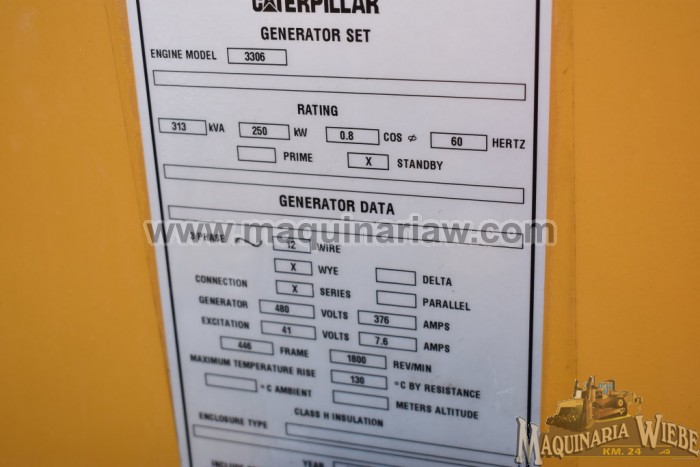 CATERPILLAR
GENERATOR SET
ENGINE MODEL 3306
RATING
313 kVA 250 kW 0.8 COS ø 60 HERTZ
PRIME X STANDBY
GENERATOR DATA
www.maquinariaw.com
3 PHASE ~ 12 WIRE
X WYE DELTA
CONNECTION X SERIES PARALLEL
GENERATOR 480 VOLTS 376 AMPS
EXCITATION 41 VOLTS 7.6 AMPS
446 FRAME 1800 REV/MIN
MAXIMUM TEMPERATURE RISE 130 °C BY RESISTANCE
°C AMBIENT METERS ALTITUDE
CLASS H INSULATION
ENCLOSURE TYPE
YEAR
MAQUINARIA WIEBE
KM. 24